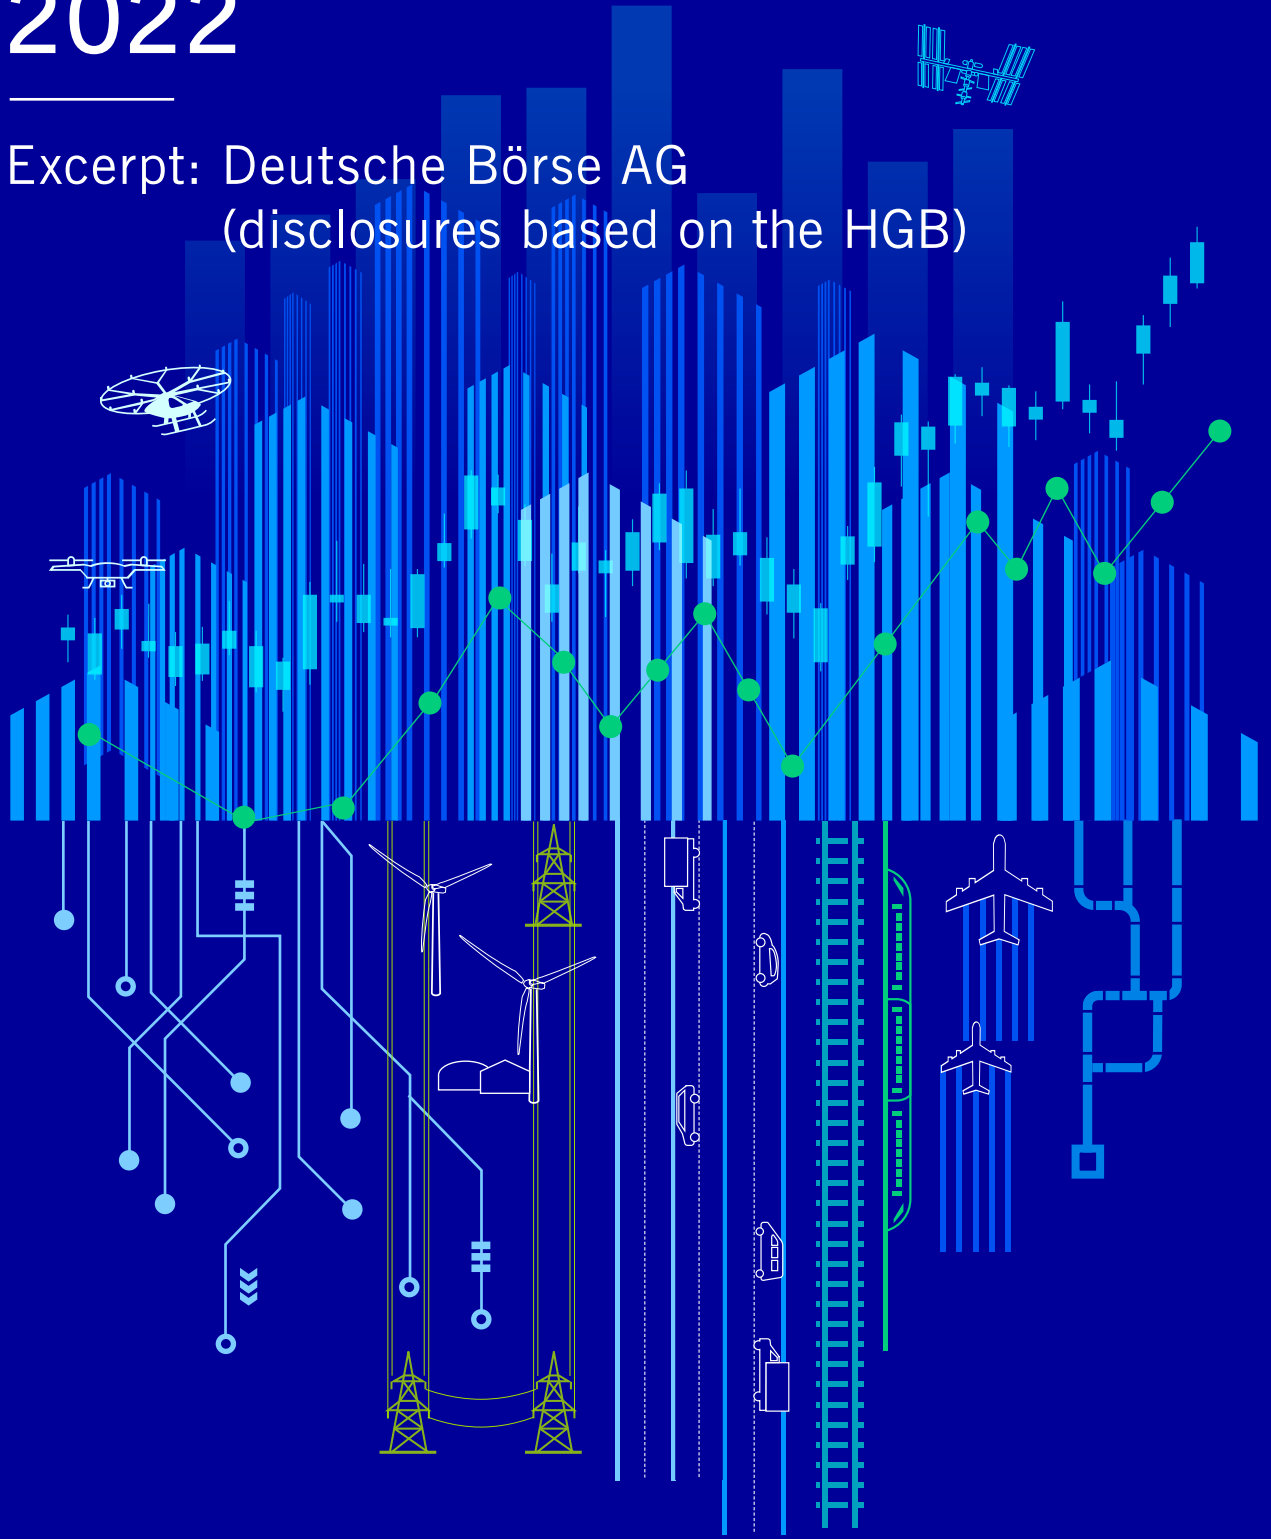 2022
Excerpt: Deutsche Börse AG
(disclosures based on the HGB)